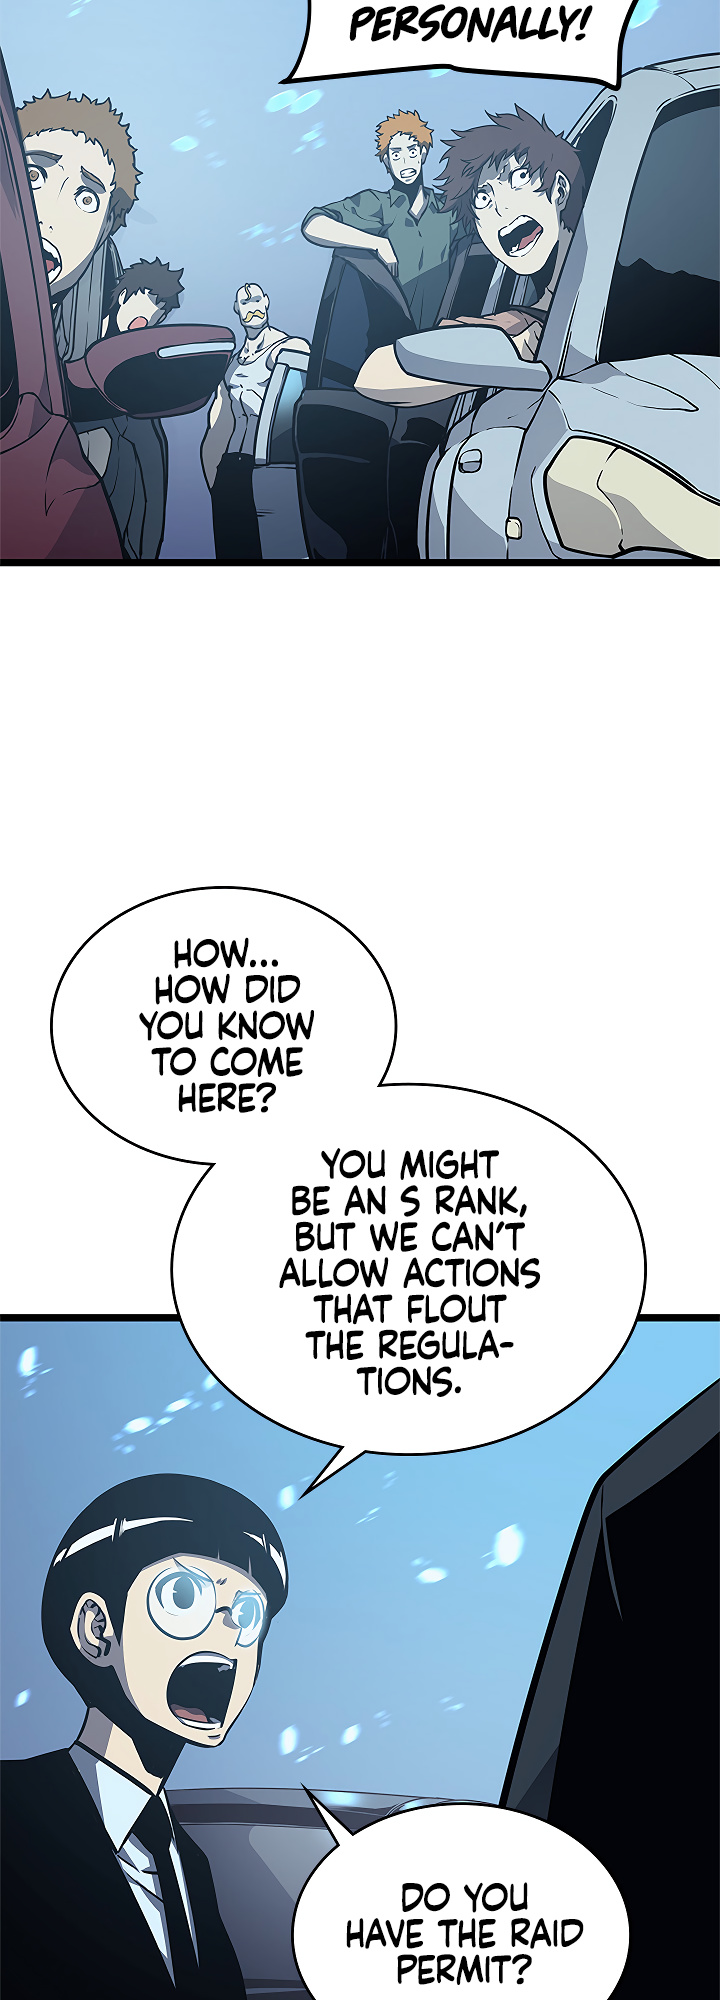 PERSONALLY!
HOW...
HOW DID
YOU KNOW
TO COME
HERE?
YOU MIGHT
BE AN S RANK,
BUT WE CAN'T
ALLOW ACTIONS
THAT FLOUT
THE REGULA-
TIONS.
DO YOU
HAVE THE RAID
PERMIT?